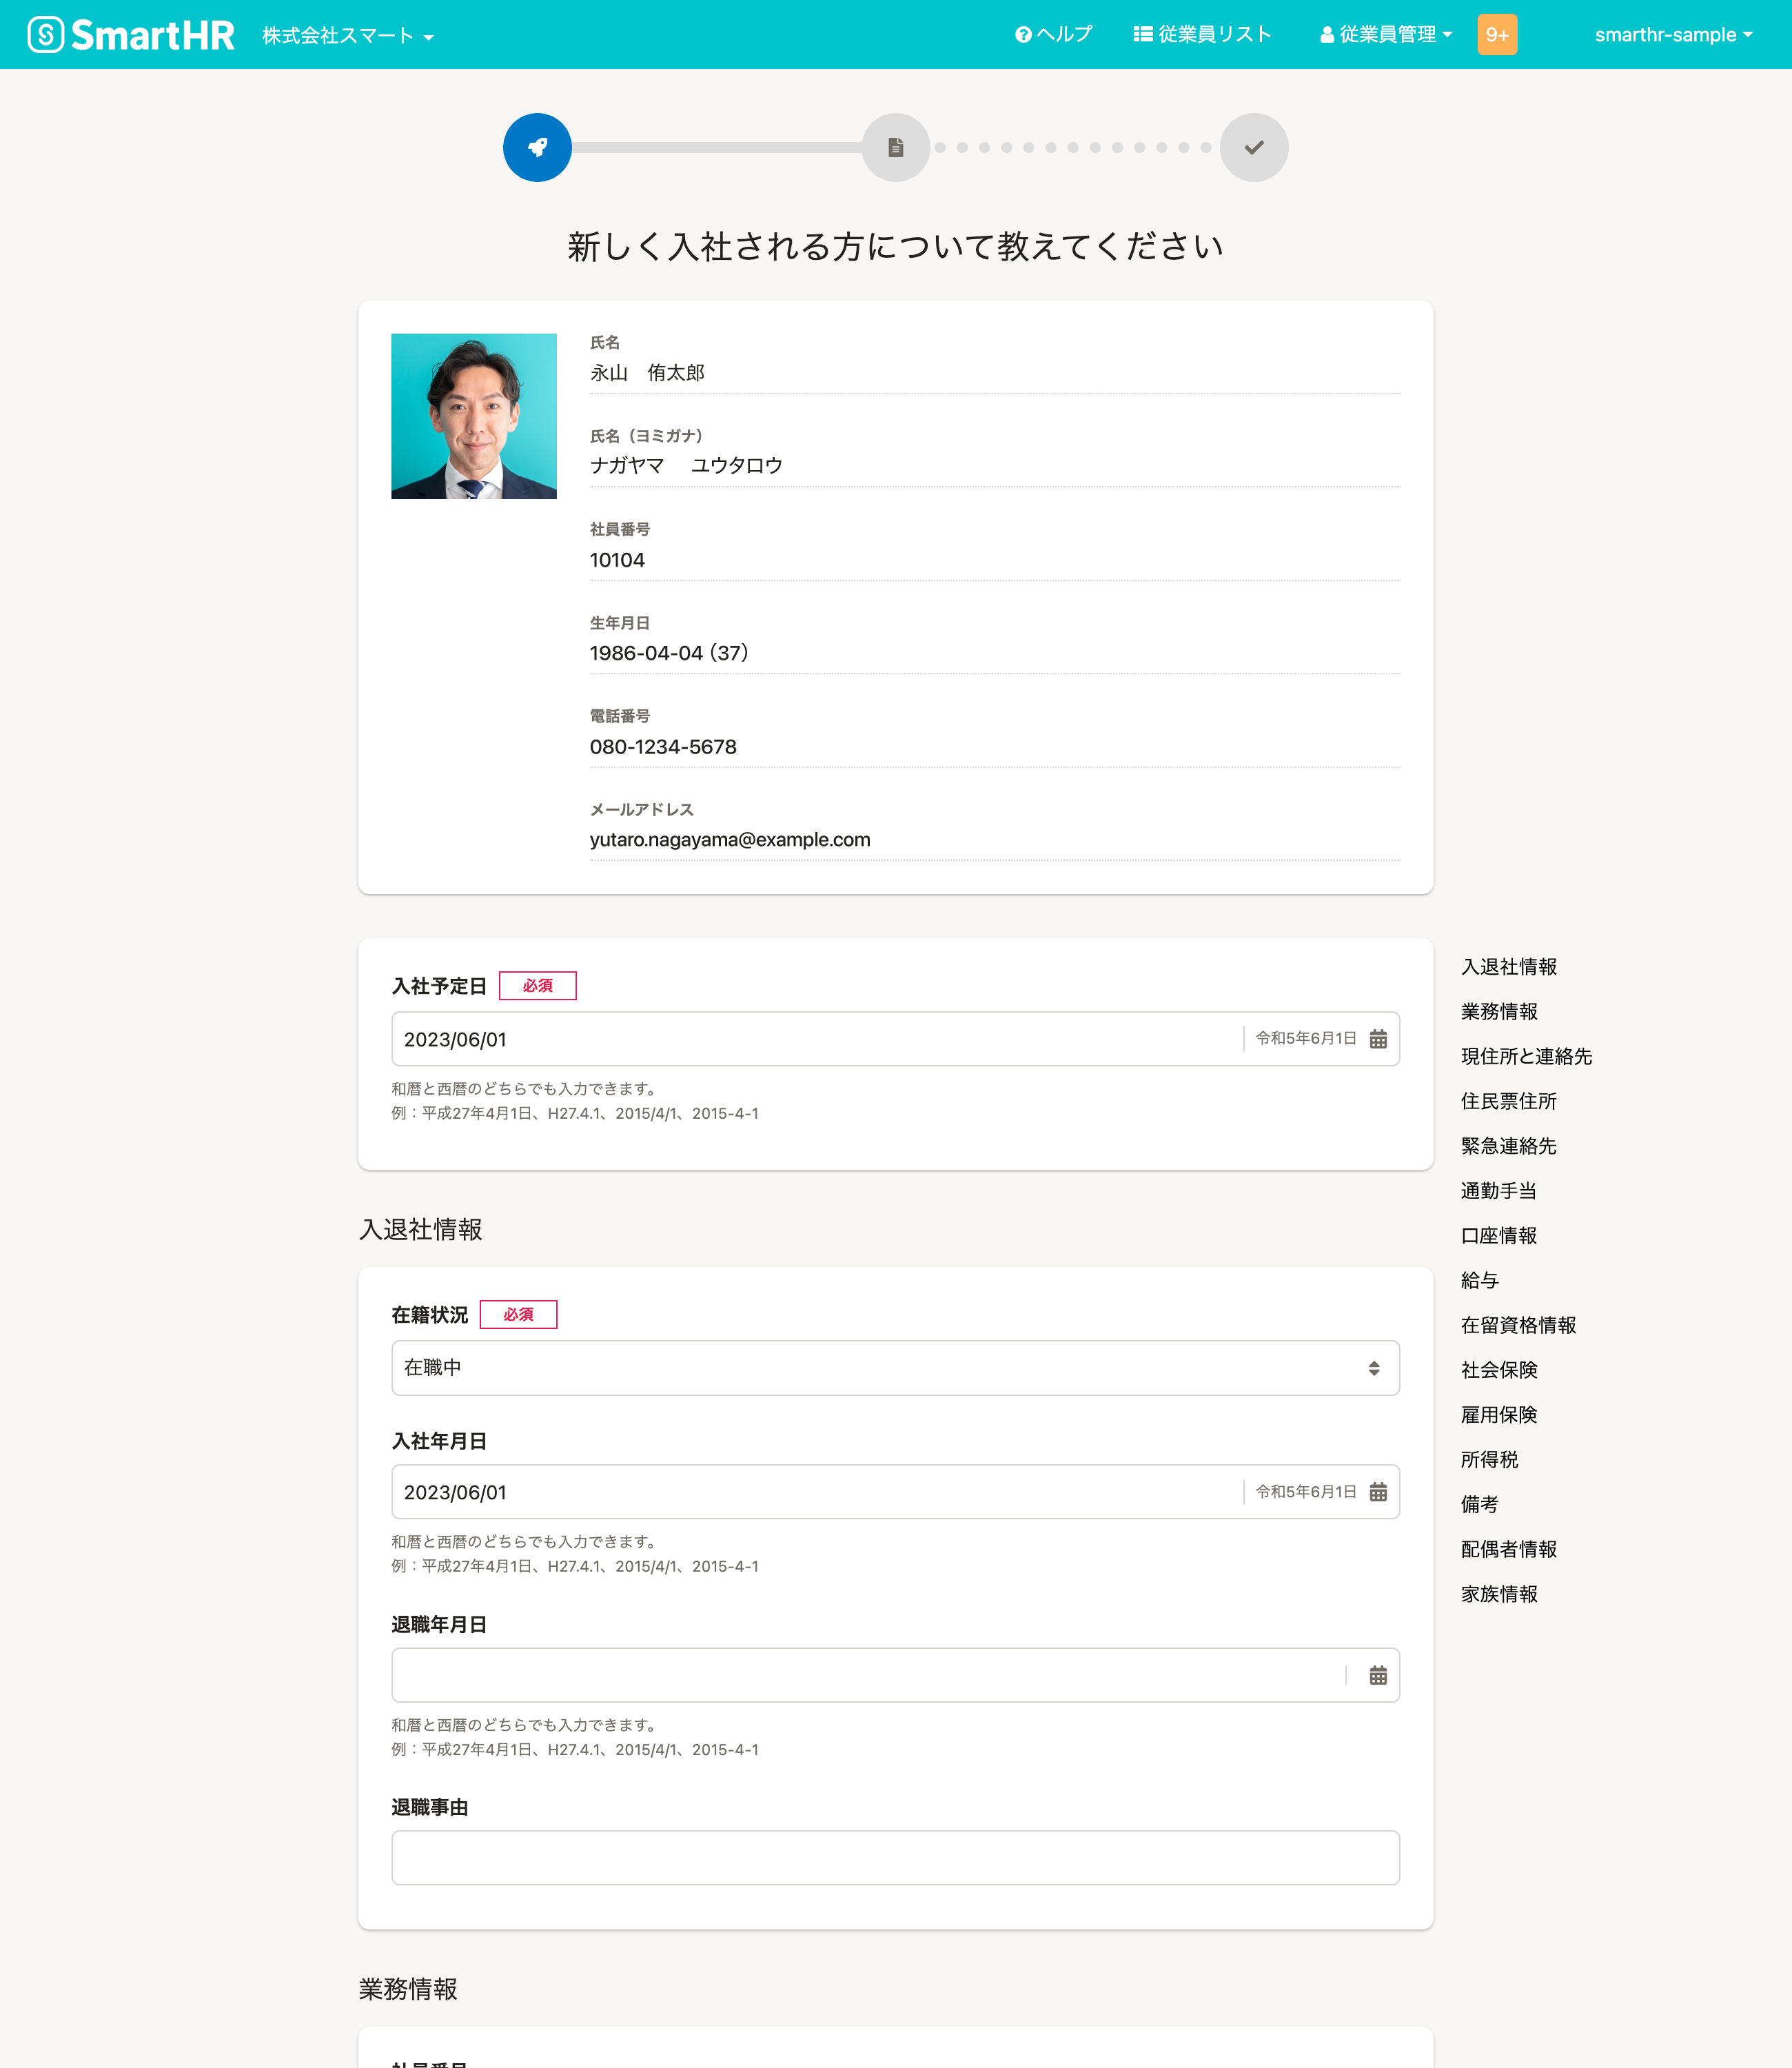 SmartHR 株式会社スマート ヘルプ 従業員リスト 従業員管理 9+ smarthr-sample
新しく入社される方について教えてください
氏名
永山 侑太郎
氏名（ヨミガナ）
ナガヤマ ユウタロウ
社員番号
10104
生年月日
1986-04-04（37）
電話番号
080-1234-5678
メールアドレス
yutaro.nagayama@example.com
入社予定日 必須
2023/06/01 令和5年6月1日
和暦と西暦のどちらでも入力できます。
例：平成27年4月1日、H27.4.1、2015/4/1、2015-4-1
入退社情報
在籍状況 必須
在職中
入社年月日
2023/06/01 令和5年6月1日
和暦と西暦のどちらでも入力できます。
例：平成27年4月1日、H27.4.1、2015/4/1、2015-4-1
退職年月日
和暦と西暦のどちらでも入力できます。
例：平成27年4月1日、H27.4.1、2015/4/1、2015-4-1
退職事由
業務情報
社員番号
入退社情報
業務情報
現住所と連絡先
住民票住所
緊急連絡先
通勤手当
口座情報
給与
在留資格情報
社会保険
雇用保険
所得税
備考
配偶者情報
家族情報